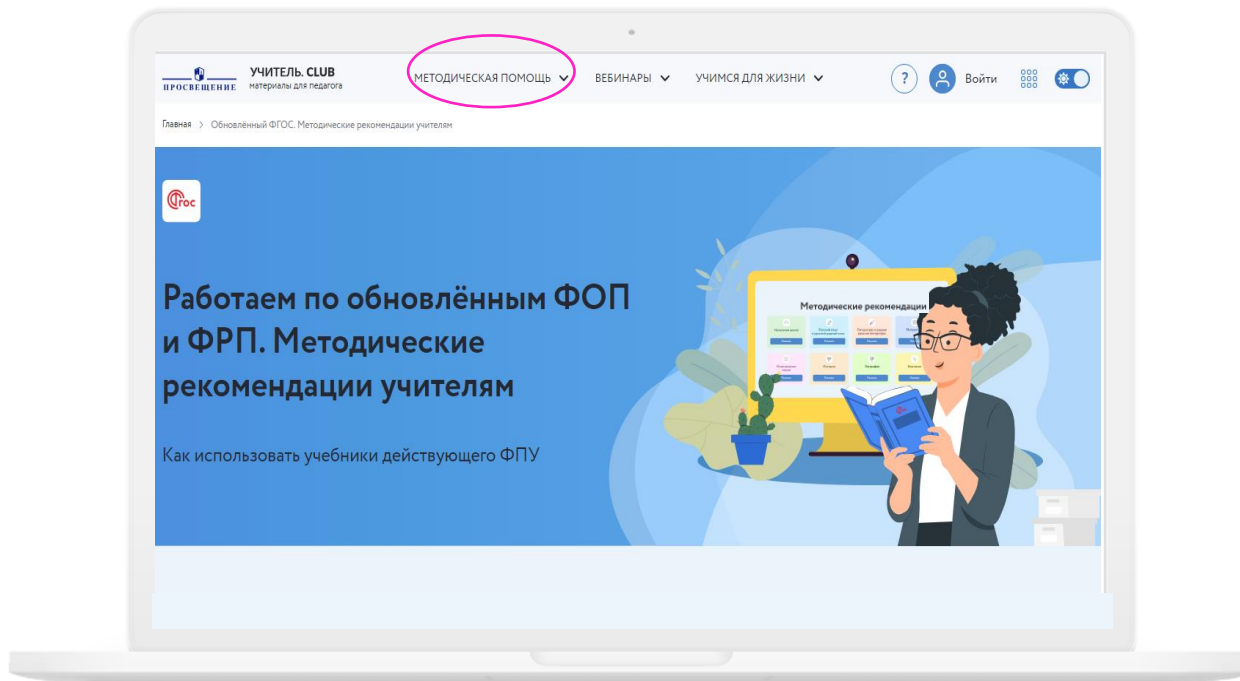 ПРОСВЕЩЕНИЕ
УЧИТЕЛЬ. CLUB
материалы для педагога
МЕТОДИЧЕСКАЯ ПОМОЩЬ
ВЕБИНАРЫ
УЧИМСЯ ДЛЯ ЖИЗНИ
?
Войти
Главная > Обновлённый ФГОС. Методические рекомендации учителям
ФГОС
Работаем по обновлённым ФОП
и ФРП. Методические
рекомендации учителям
Как использовать учебники действующего ФПУ
Методические рекомендации